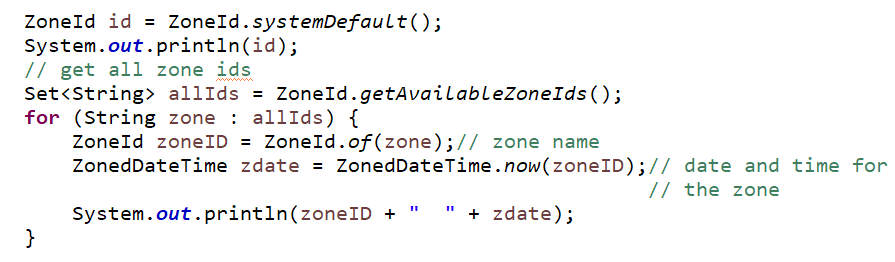 ZoneId id = ZoneId.systemDefault();
System.out.println(id);
// get all zone ids
Set<String> allIds = ZoneId.getAvailableZoneIds();
for (String zone : allIds) {
    ZoneId zoneID = ZoneId.of(zone);// zone name
    ZonedDateTime zdate = ZonedDateTime.now(zoneID);// date and time for
                                                    // the zone
    System.out.println(zoneID + "  " + zdate);
}